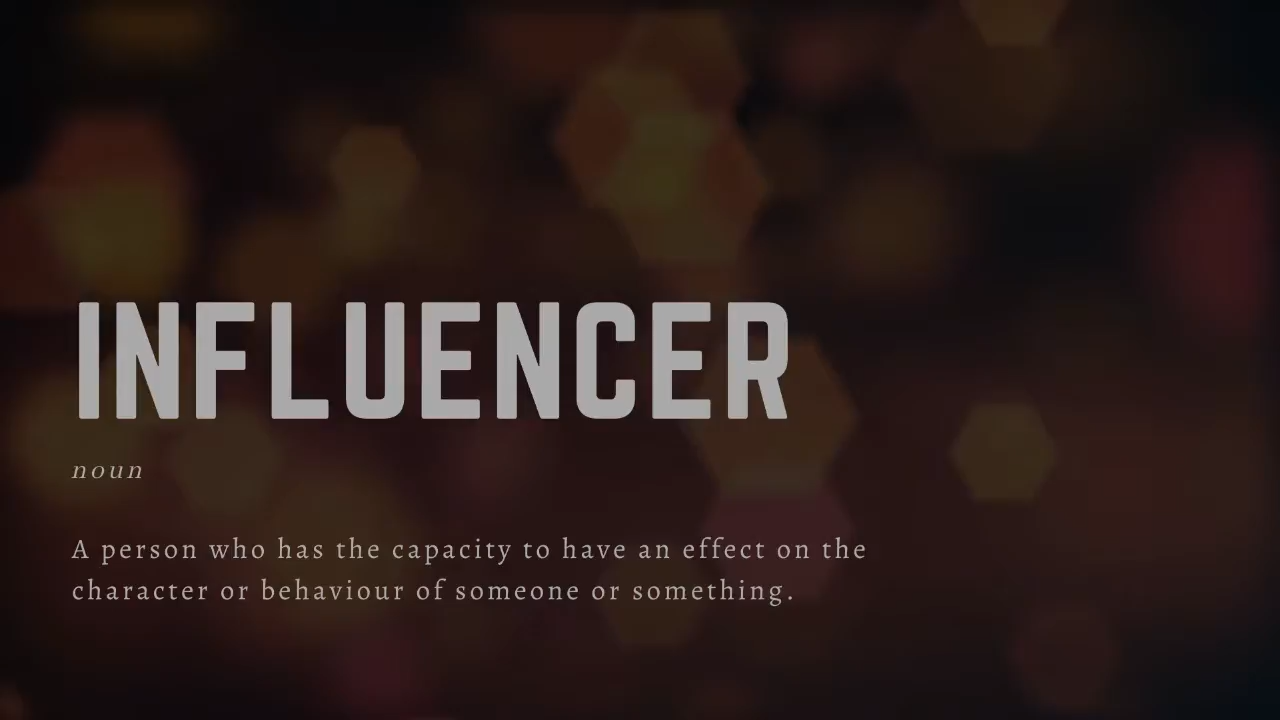 INFLUENCER
noun
A person who has the capacity to have an effect on the
character or behaviour of someone or something.